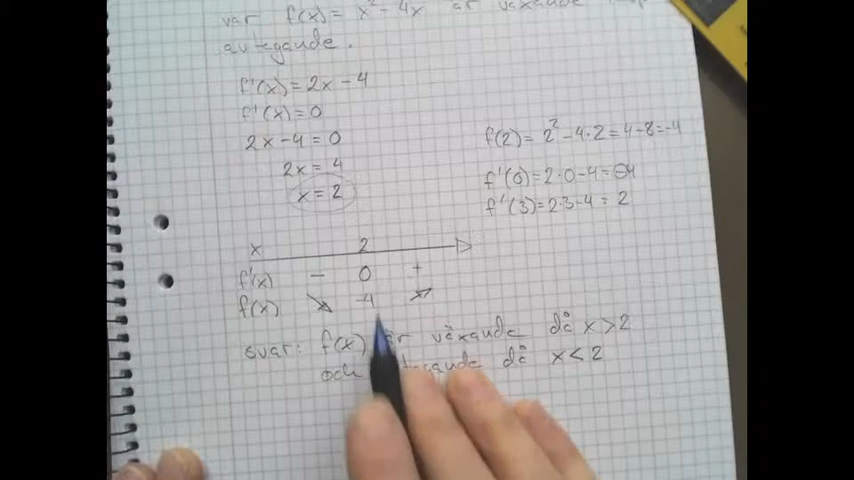 var f(x) = x² - 4x är växande resp
avtagande.
f'(x) = 2x - 4
f'(x) = 0
2x - 4 = 0
2x = 4
x = 2
f(2) = 2² - 4·2 = 4 - 8 = -4
f'(0) = 2·0 - 4 = -4
f'(3) = 2·3 - 4 = 2
x 2
f'(x) - 0 +
f(x) ↘ -4 ↗
svar: f(x) är växande då x > 2
och då x < 2